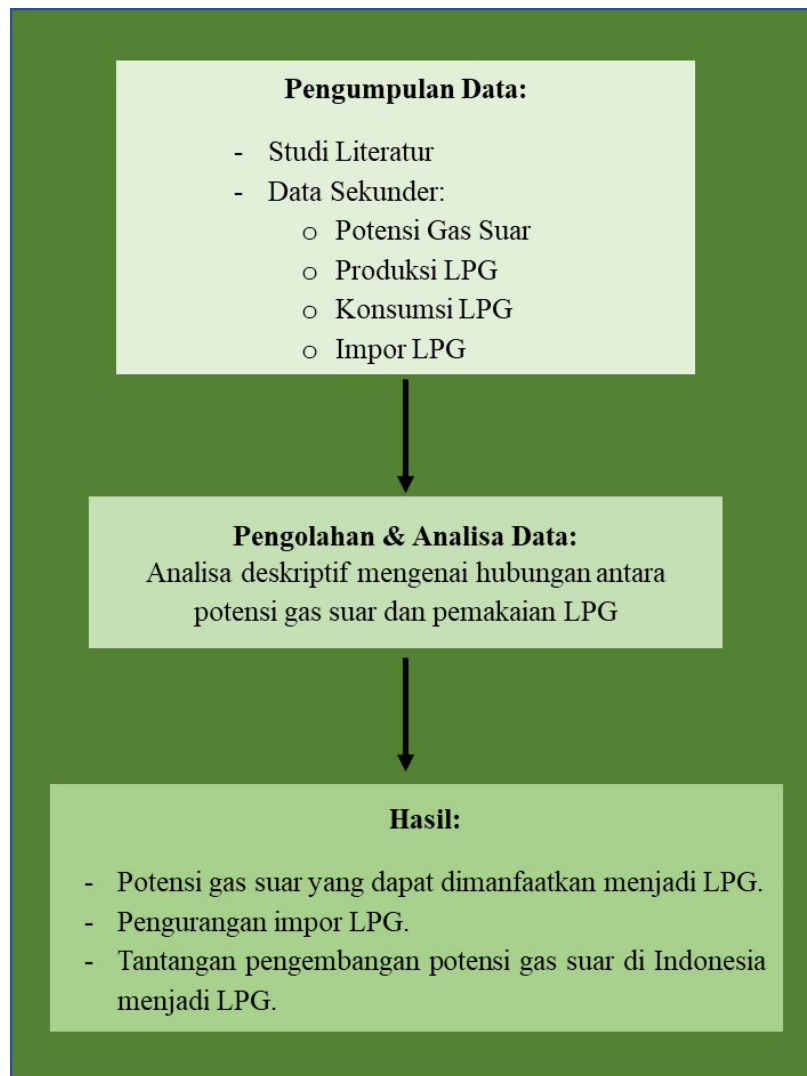 Pengumpulan Data:
- Studi Literatur
- Data Sekunder:
o Potensi Gas Suar
o Produksi LPG
o Konsumsi LPG
o Impor LPG
Pengolahan & Analisa Data:
Analisa deskriptif mengenai hubungan antara
potensi gas suar dan pemakaian LPG
Hasil:
- Potensi gas suar yang dapat dimanfaatkan menjadi LPG.
- Pengurangan impor LPG.
- Tantangan pengembangan potensi gas suar di Indonesia
menjadi LPG.